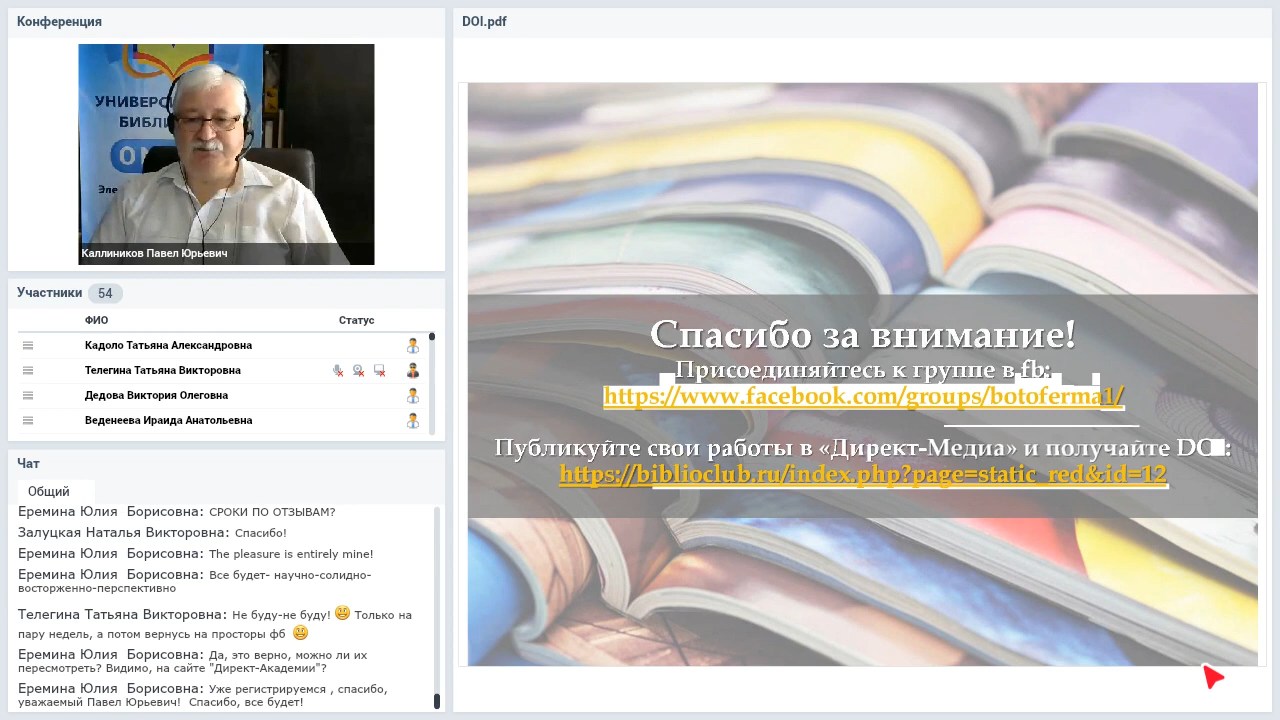 Конференция
УНИВЕРС
БИБЛИ
ON
Эле
Каллиников Павел Юрьевич
Участники 54
ФИО Статус
Кадоло Татьяна Александровна
Телегина Татьяна Викторовна
Дедова Виктория Олеговна
Веденеева Ираида Анатольевна
Чат
Общий
Еремина Юлия Борисовна: СРОКИ ПО ОТЗЫВАМ?
Залуцкая Наталья Викторовна: Спасибо!
Еремина Юлия Борисовна: The pleasure is entirely mine!
Еремина Юлия Борисовна: Все будет- научно-солидно-
восторженно-перспективно
Телегина Татьяна Викторовна: Не буду-не буду! Только на
пару недель, а потом вернусь на просторы фб
Еремина Юлия Борисовна: Да, это верно, можно ли их
пересмотреть? Видимо, на сайте "Директ-Академии"?
Еремина Юлия Борисовна: Уже регистрируемся , спасибо,
уважаемый Павел Юрьевич! Спасибо, все будет!
DOI.pdf
Спасибо за внимание!
Присоединяйтесь к группе в fb:
https://www.facebook.com/groups/botoferma1/
Публикуйте свои работы в «Директ-Медиа» и получайте DOI:
https://biblioclub.ru/index.php?page=static_red&id=12